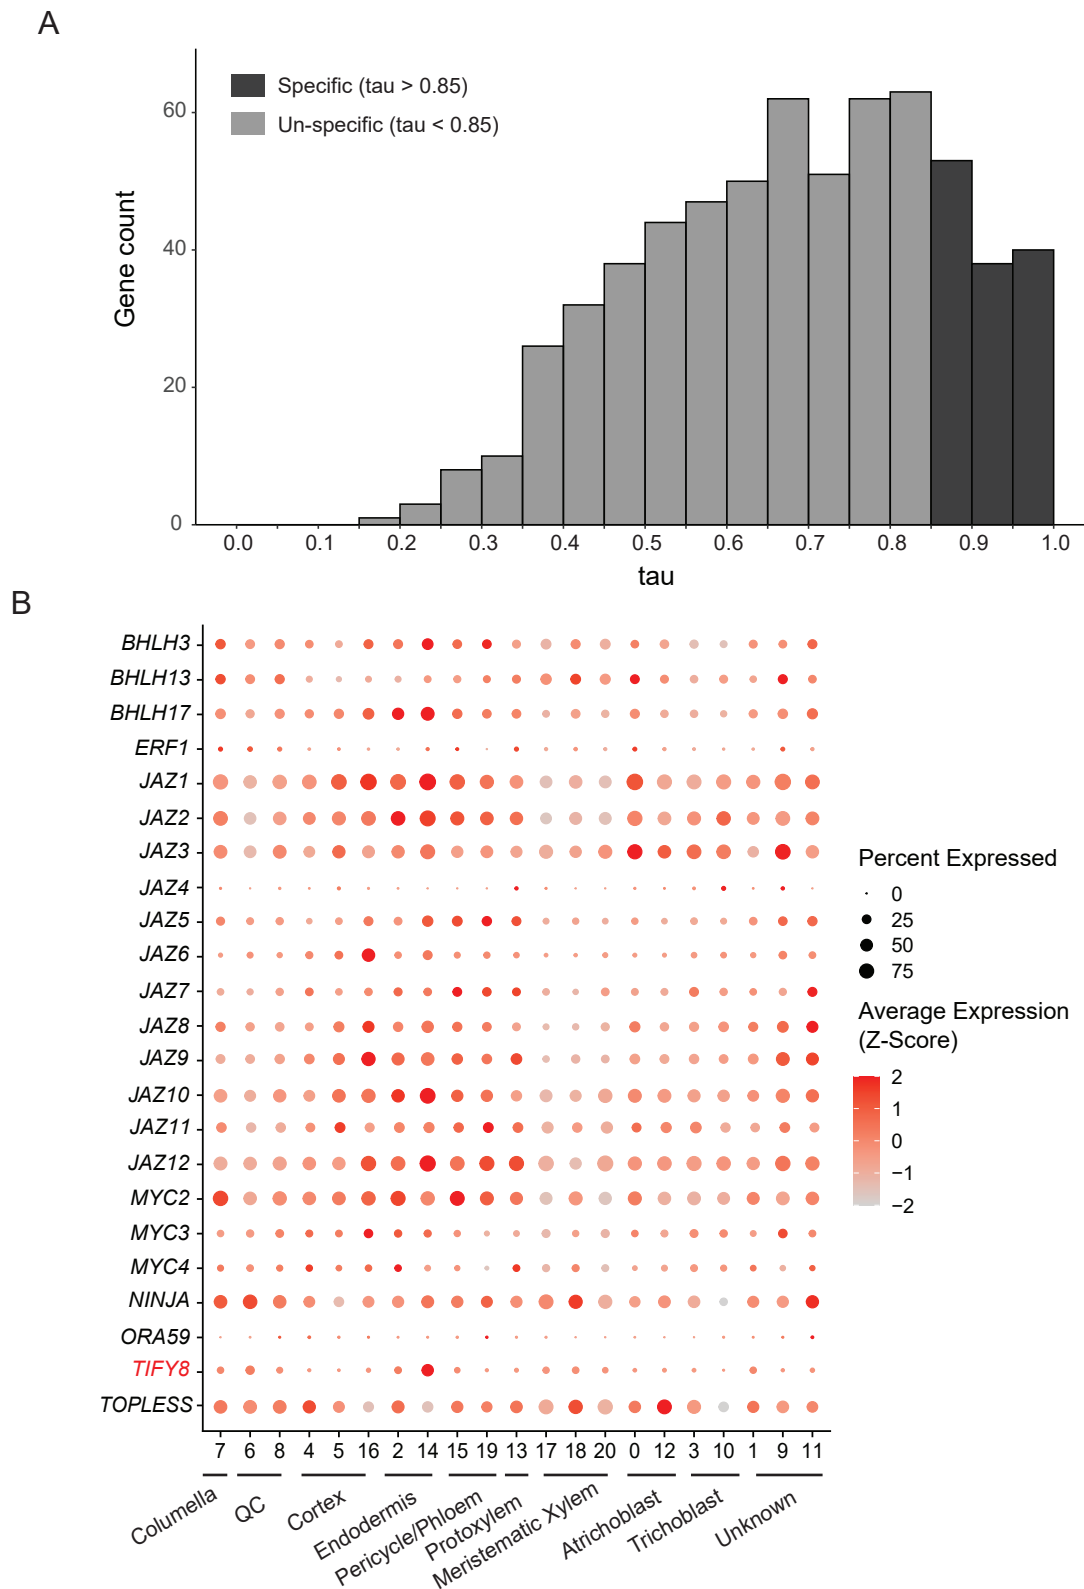 A
Specific (tau > 0.85)
Un-specific (tau < 0.85)
Gene count
60
40
20
0
0.0 0.1 0.2 0.3 0.4 0.5 0.6 0.7 0.8 0.9 1.0
tau
B
BHLH3
BHLH13
BHLH17
ERF1
JAZ1
JAZ2
JAZ3
JAZ4
JAZ5
JAZ6
JAZ7
JAZ8
JAZ9
JAZ10
JAZ11
JAZ12
MYC2
MYC3
MYC4
NINJA
ORA59
TIFY8
TOPLESS
7 6 8 4 5 16 2 14 15 19 13 17 18 20 0 12 3 10 1 9 11
Columella
QC
Cortex
Endodermis
Pericycle/Phloem
Protoxylem
Meristematic Xylem
Atrichoblast
Trichoblast
Unknown
Percent Expressed
0
25
50
75
Average Expression
(Z-Score)
2
1
0
−1
−2